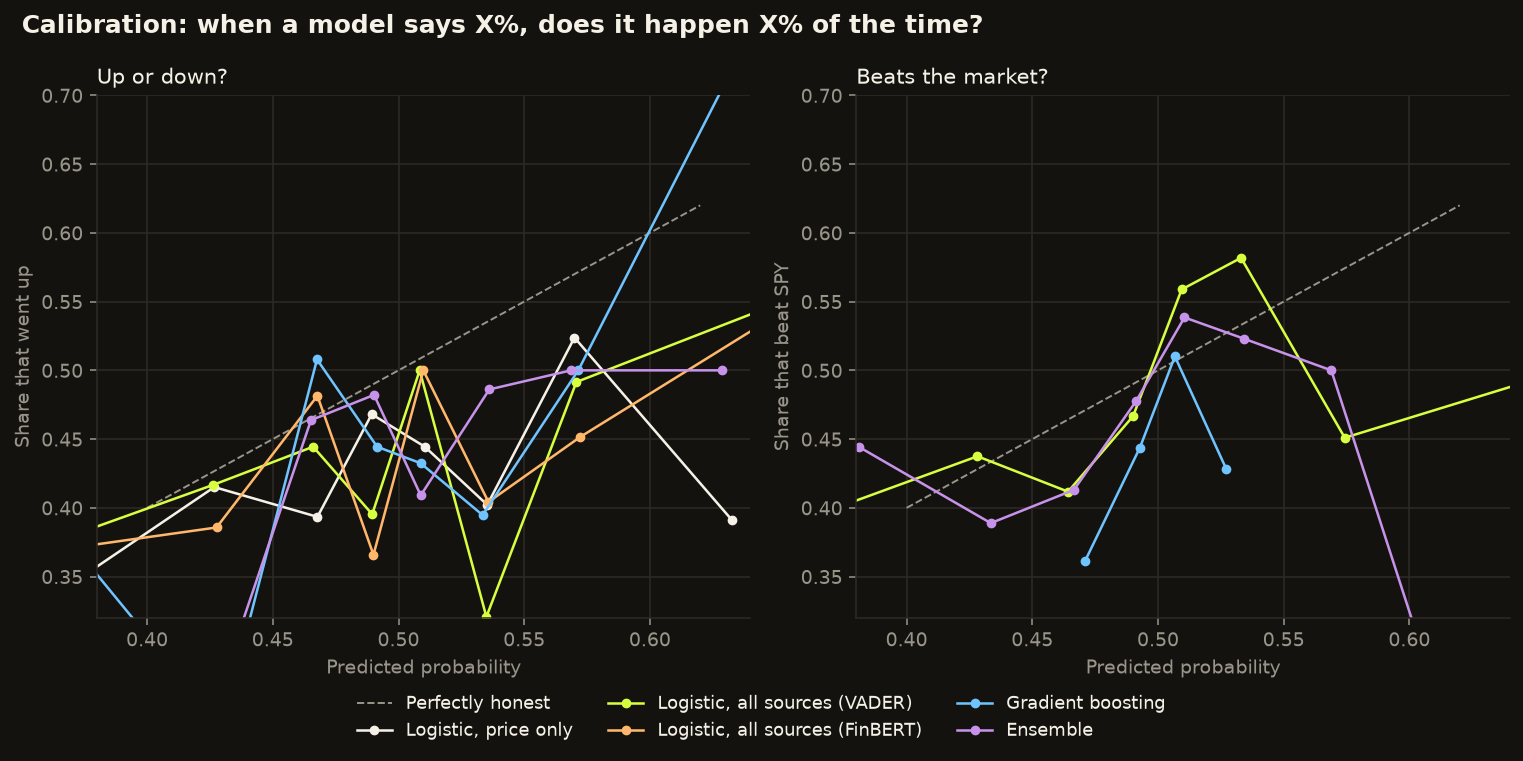 Calibration: when a model says X%, does it happen X% of the time?
Up or down?
0.70
0.65
0.60
0.55
0.50
0.45
0.40
0.35
Share that went up
0.40 0.45 0.50 0.55 0.60
Predicted probability
Beats the market?
0.70
0.65
0.60
0.55
0.50
0.45
0.40
0.35
Share that beat SPY
0.40 0.45 0.50 0.55 0.60
Predicted probability
Perfectly honest
Logistic, price only
Logistic, all sources (VADER)
Logistic, all sources (FinBERT)
Gradient boosting
Ensemble